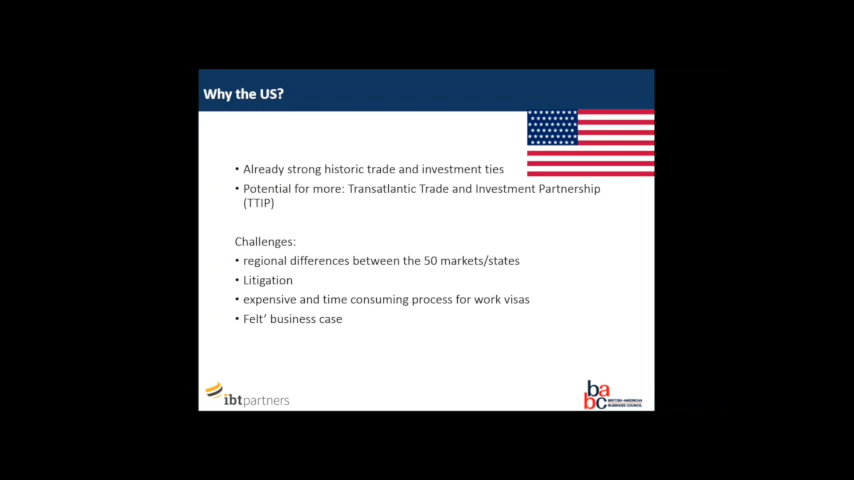 Why the US?
• Already strong historic trade and investment ties
• Potential for more: Transatlantic Trade and Investment Partnership
(TTIP)
Challenges:
• regional differences between the 50 markets/states
• Litigation
• expensive and time consuming process for work visas
• Felt’ business case
ibtpartners
babc
BRITISH-AMERICAN
BUSINESS COUNCIL